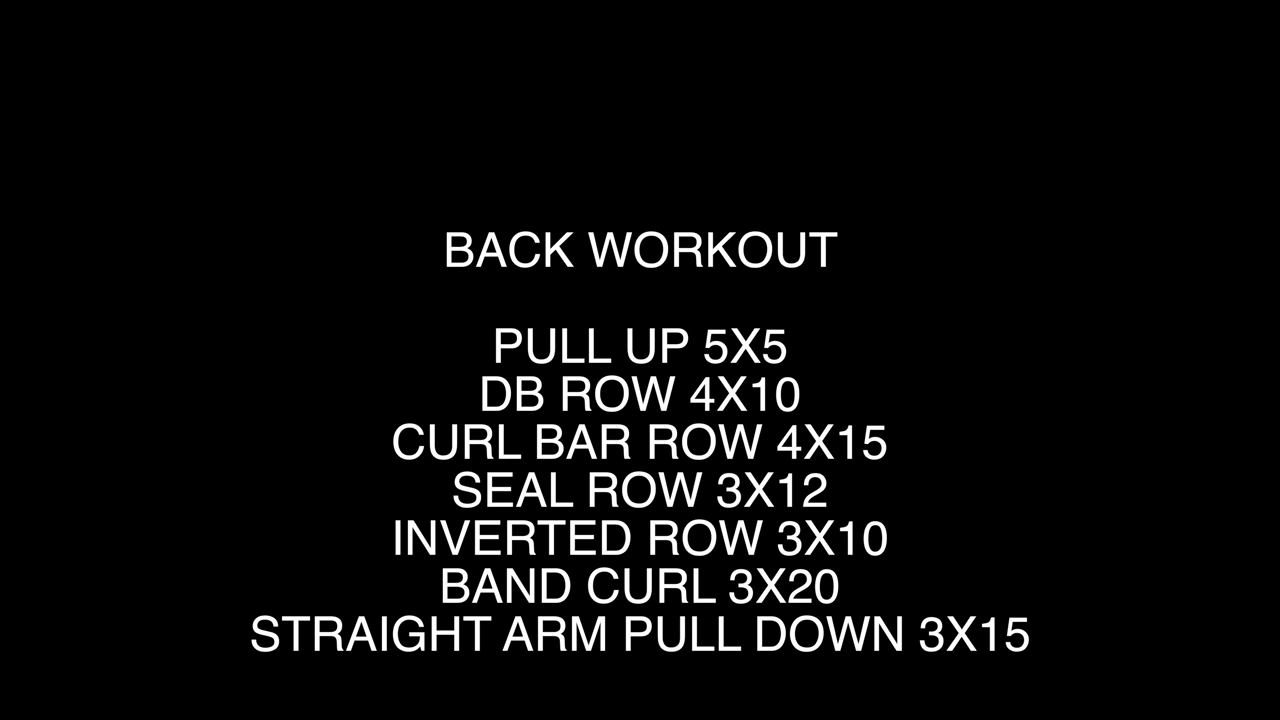 BACK WORKOUT
PULL UP 5X5
DB ROW 4X10
CURL BAR ROW 4X15
SEAL ROW 3X12
INVERTED ROW 3X10
BAND CURL 3X20
STRAIGHT ARM PULL DOWN 3X15